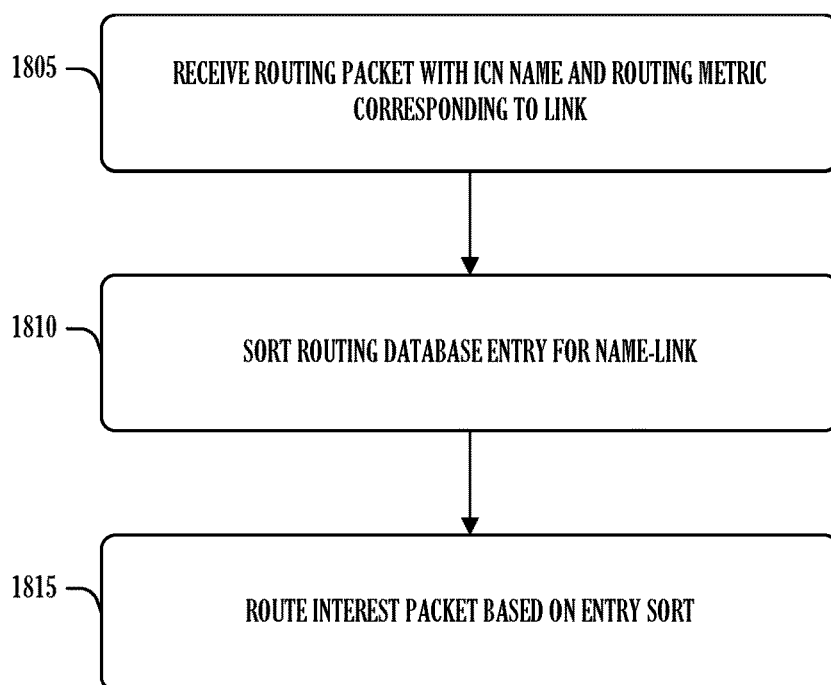 1805
RECEIVE ROUTING PACKET WITH ICN NAME AND ROUTING METRIC
CORRESPONDING TO LINK
1810
SORT ROUTING DATABASE ENTRY FOR NAME-LINK
1815
ROUTE INTEREST PACKET BASED ON ENTRY SORT